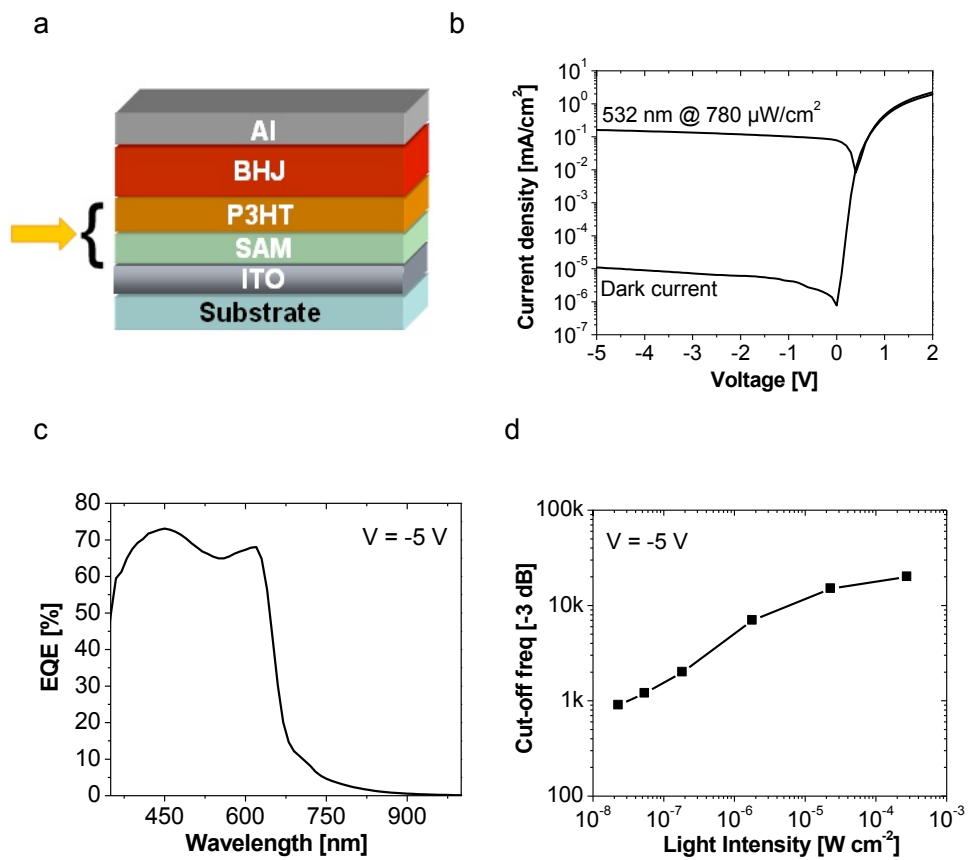 a
Al
BHJ
P3HT
SAM
ITO
Substrate
b
Current density [mA/cm²]
10¹
10⁰
10⁻¹
10⁻²
10⁻³
10⁻⁴
10⁻⁵
10⁻⁶
10⁻⁷
532 nm @ 780 µW/cm²
Dark current
-5 -4 -3 -2 -1 0 1 2
Voltage [V]
c
EQE [%]
80
70
60
50
40
30
20
10
0
V = -5 V
450 600 750 900
Wavelength [nm]
d
Cut-off freq [-3 dB]
100k
10k
1k
100
V = -5 V
10⁻⁸ 10⁻⁷ 10⁻⁶ 10⁻⁵ 10⁻⁴ 10⁻³
Light Intensity [W cm⁻²]